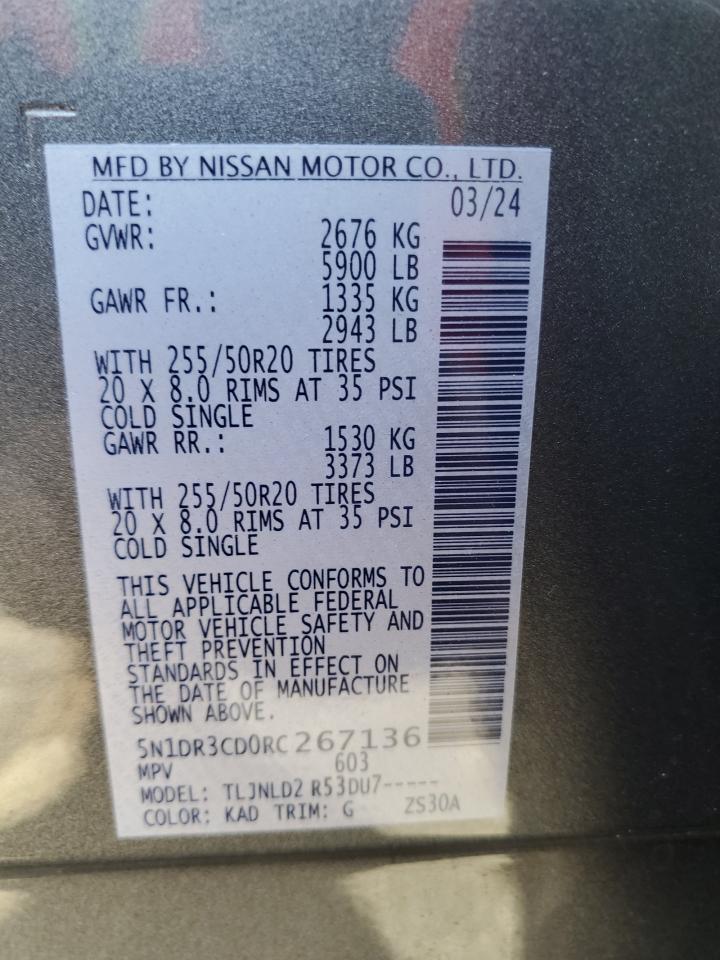 MFD BY NISSAN MOTOR CO., LTD.
DATE: 03/24
GVWR: 2676 KG
5900 LB
GAWR FR.: 1335 KG
2943 LB
WITH 255/50R20 TIRES
20 X 8.0 RIMS AT 35 PSI
COLD SINGLE
GAWR RR.: 1530 KG
3373 LB
WITH 255/50R20 TIRES
20 X 8.0 RIMS AT 35 PSI
COLD SINGLE
THIS VEHICLE CONFORMS TO
ALL APPLICABLE FEDERAL
MOTOR VEHICLE SAFETY AND
THEFT PREVENTION
STANDARDS IN EFFECT ON
THE DATE OF MANUFACTURE
SHOWN ABOVE.
5N1DR3CD0RC267136
MPV 603
MODEL: TLJNLD2 R53DU7-----
COLOR: KAD TRIM: G ZS30A